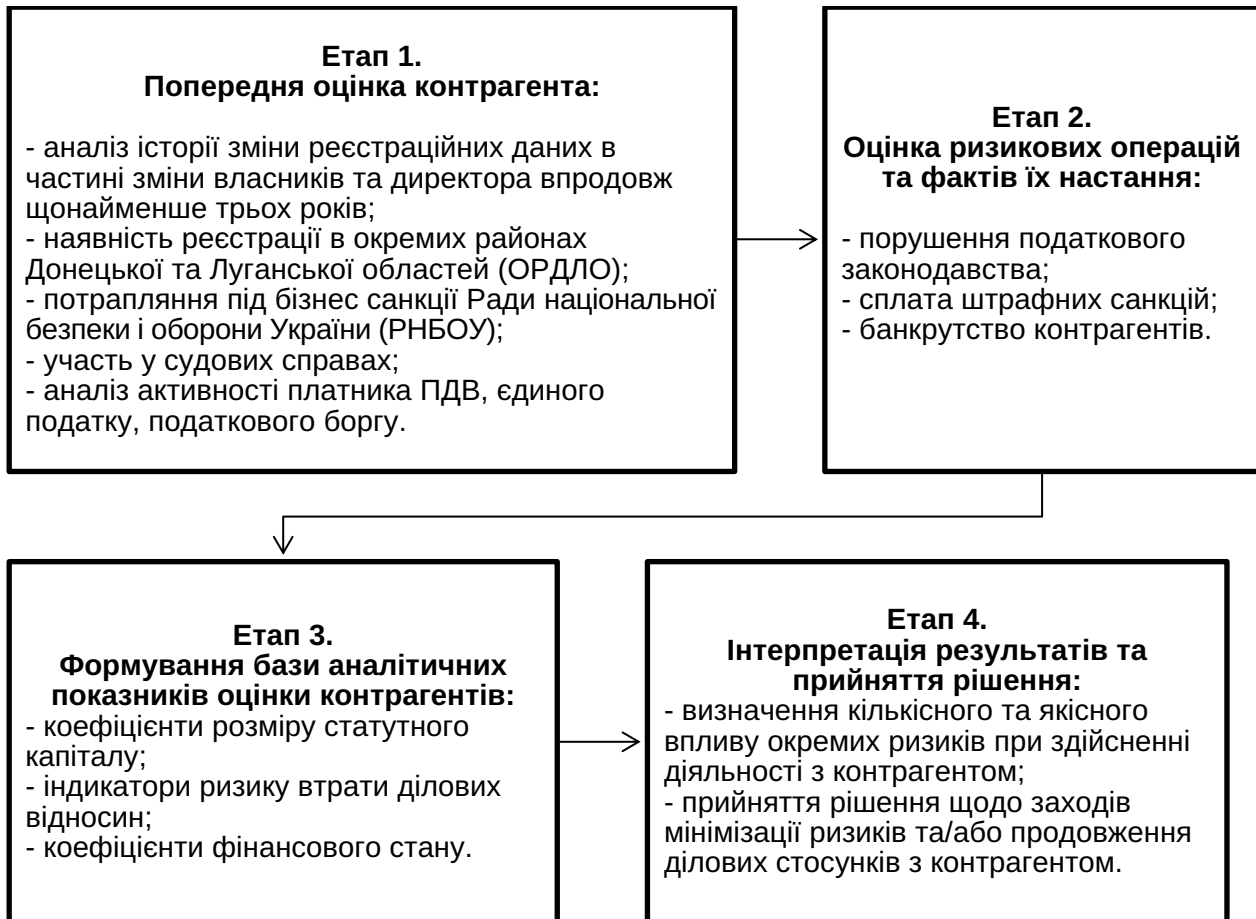 Етап 1.
Попередня оцінка контрагента:
- аналіз історії зміни реєстраційних даних в
частині зміни власників та директора впродовж
щонайменше трьох років;
- наявність реєстрації в окремих районах
Донецької та Луганської областей (ОРДЛО);
- потрапляння під бізнес санкції Ради національної
безпеки і оборони України (РНБОУ);
- участь у судових справах;
- аналіз активності платника ПДВ, єдиного
податку, податкового боргу.
Етап 2.
Оцінка ризикових операцій
та фактів їх настання:
- порушення податкового
законодавства;
- сплата штрафних санкцій;
- банкрутство контрагентів.
Етап 3.
Формування бази аналітичних
показників оцінки контрагентів:
- коефіцієнти розміру статутного
капіталу;
- індикатори ризику втрати ділових
відносин;
- коефіцієнти фінансового стану.
Етап 4.
Інтерпретація результатів та
прийняття рішення:
- визначення кількісного та якісного
впливу окремих ризиків при здійсненні
діяльності з контрагентом;
- прийняття рішення щодо заходів
мінімізації ризиків та/або продовження
ділових стосунків з контрагентом.